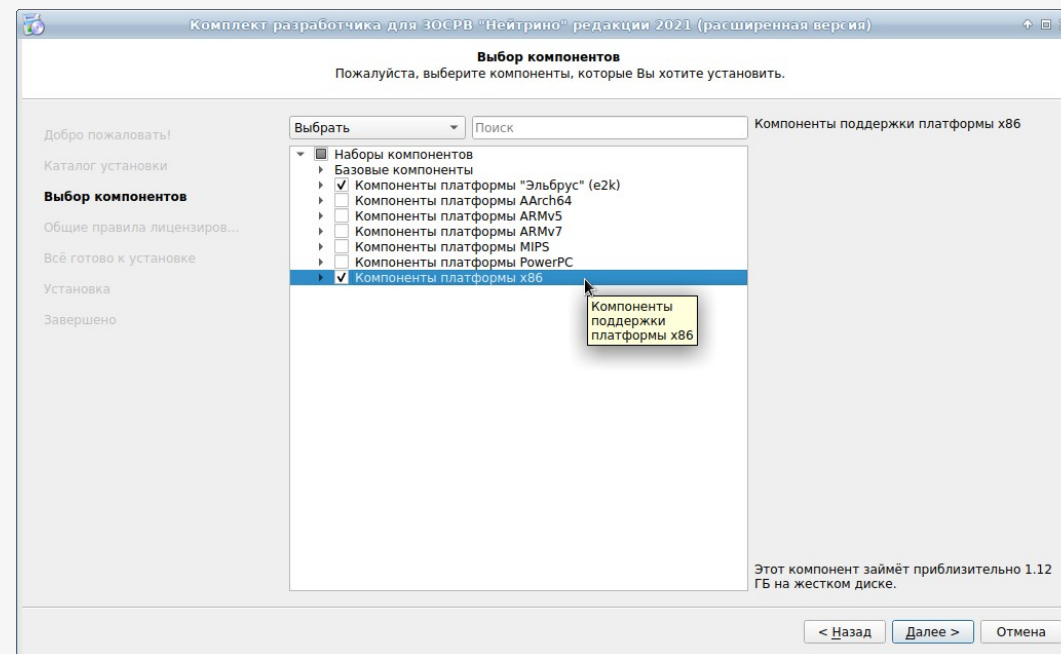 Комплект разработчика для ЗОСРВ "Нейтрино" редакции 2021 (расширенная версия)
Выбор компонентов
Пожалуйста, выберите компоненты, которые Вы хотите установить.
Добро пожаловать!
Каталог установки
Выбор компонентов
Общие правила лицензиров...
Всё готово к установке
Установка
Завершено
Выбрать
Поиск
Наборы компонентов
Базовые компоненты
Компоненты платформы "Эльбрус" (e2k)
Компоненты платформы AArch64
Компоненты платформы ARMv5
Компоненты платформы ARMv7
Компоненты платформы MIPS
Компоненты платформы PowerPC
Компоненты платформы x86
Компоненты
поддержки
платформы x86
Компоненты поддержки платформы x86
Этот компонент займёт приблизительно 1.12
ГБ на жестком диске.
< Назад
Далее >
Отмена